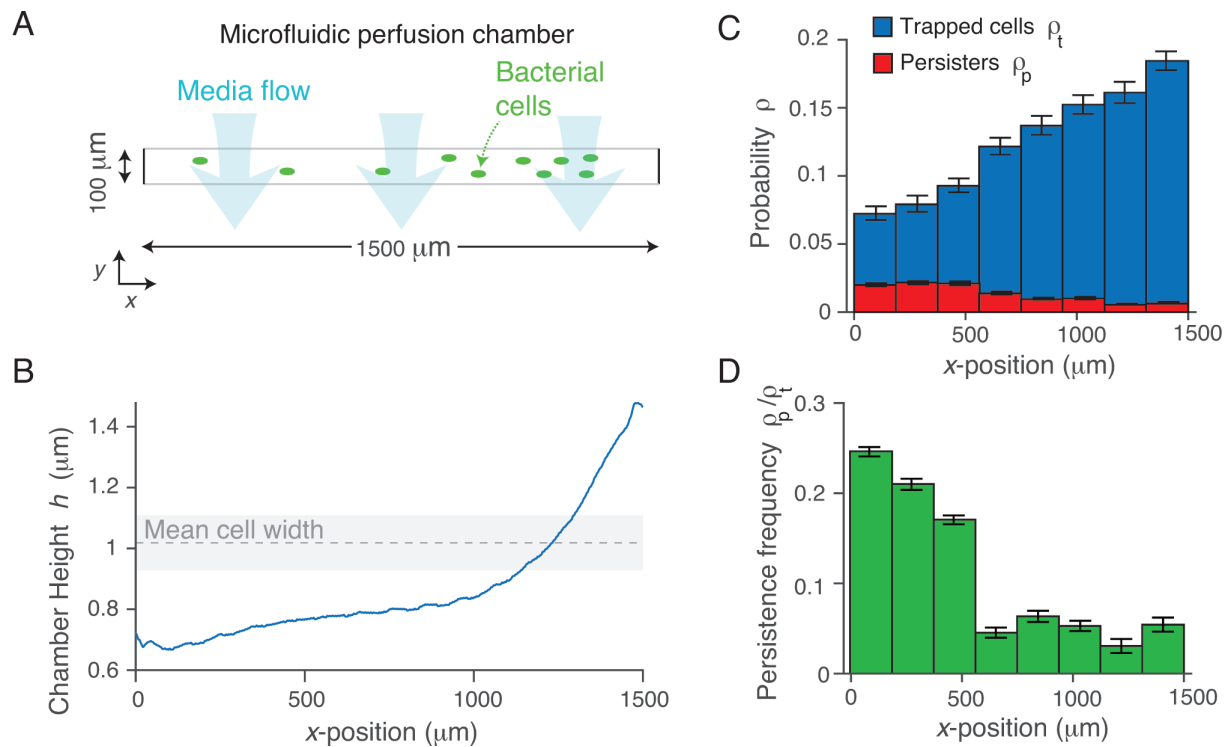 A
Microfluidic perfusion chamber
Media flow
Bacterial
cells
100 μm
1500 μm
y
x
B
Chamber Height h (μm)
1.4
1.2
1
0.8
0.6
Mean cell width
0
500
1000
1500
x-position (μm)
C
Trapped cells ρt
Persisters ρp
Probability ρ
0.2
0.15
0.1
0.05
0
0
500
1000
1500
x-position (μm)
D
Persistence frequency ρp/ρt
0.3
0.2
0.1
0
0
500
1000
1500
x-position (μm)